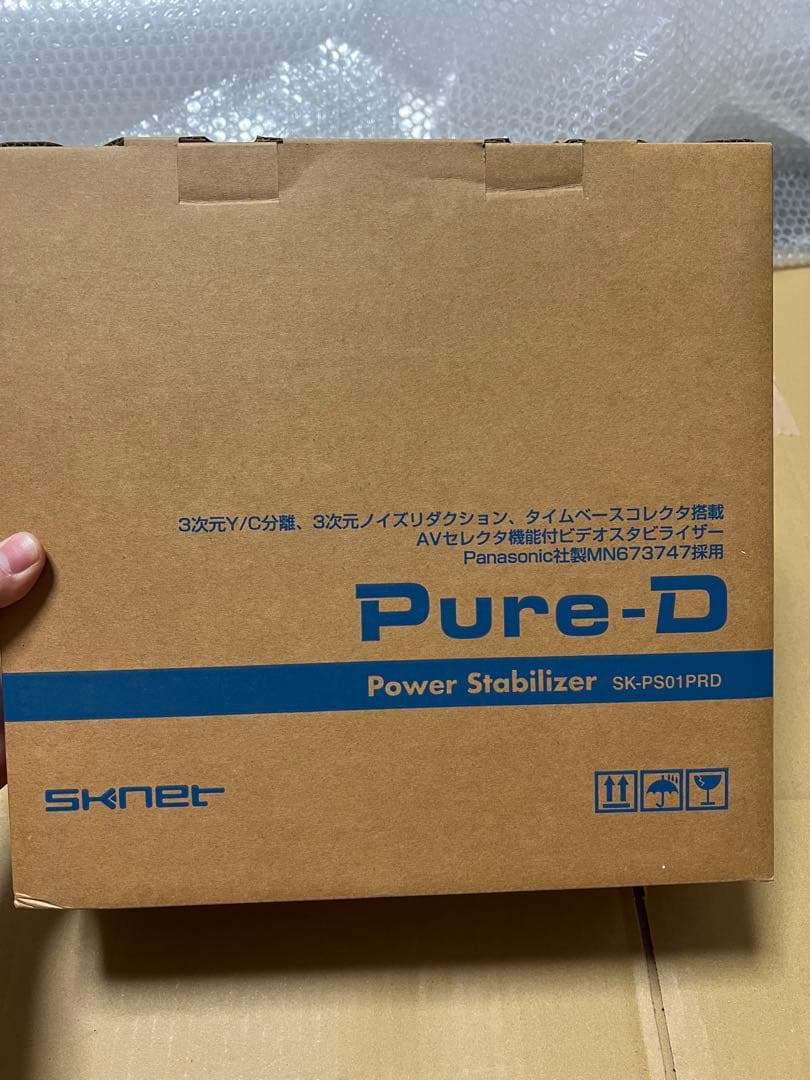 3次元Y/C分離、3次元ノイズリダクション、タイムベースコレクタ搭載
AVセレクタ機能付ビデオスタビライザー
Panasonic社製MN673747採用
Pure-D
Power Stabilizer SK-PS01PRD
SKNET